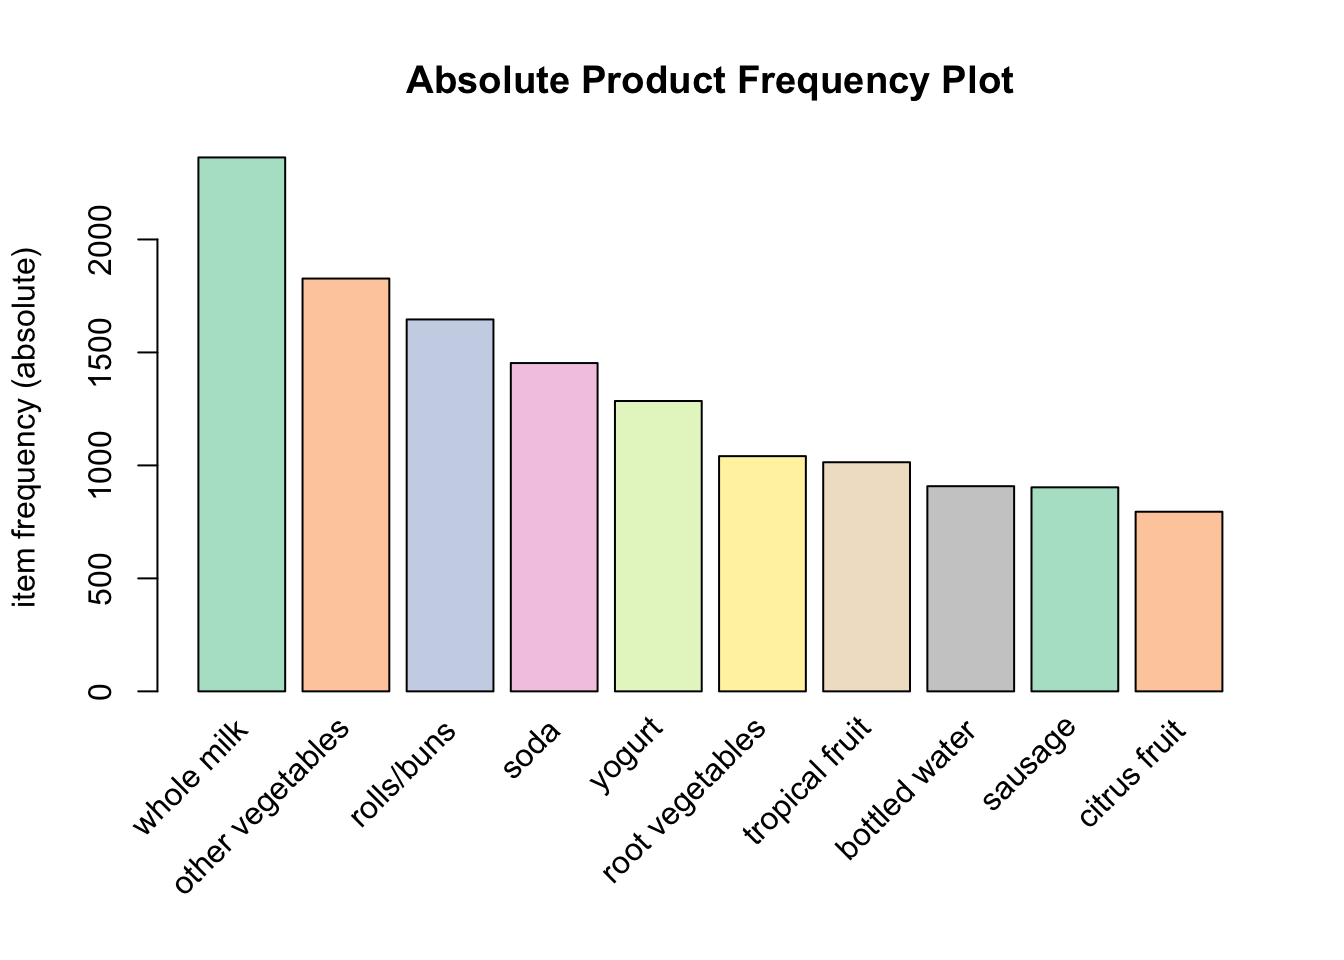 Absolute Product Frequency Plot
item frequency (absolute)
2000
1500
1000
500
0
whole milk
other vegetables
rolls/buns
soda
yogurt
root vegetables
tropical fruit
bottled water
sausage
citrus fruit